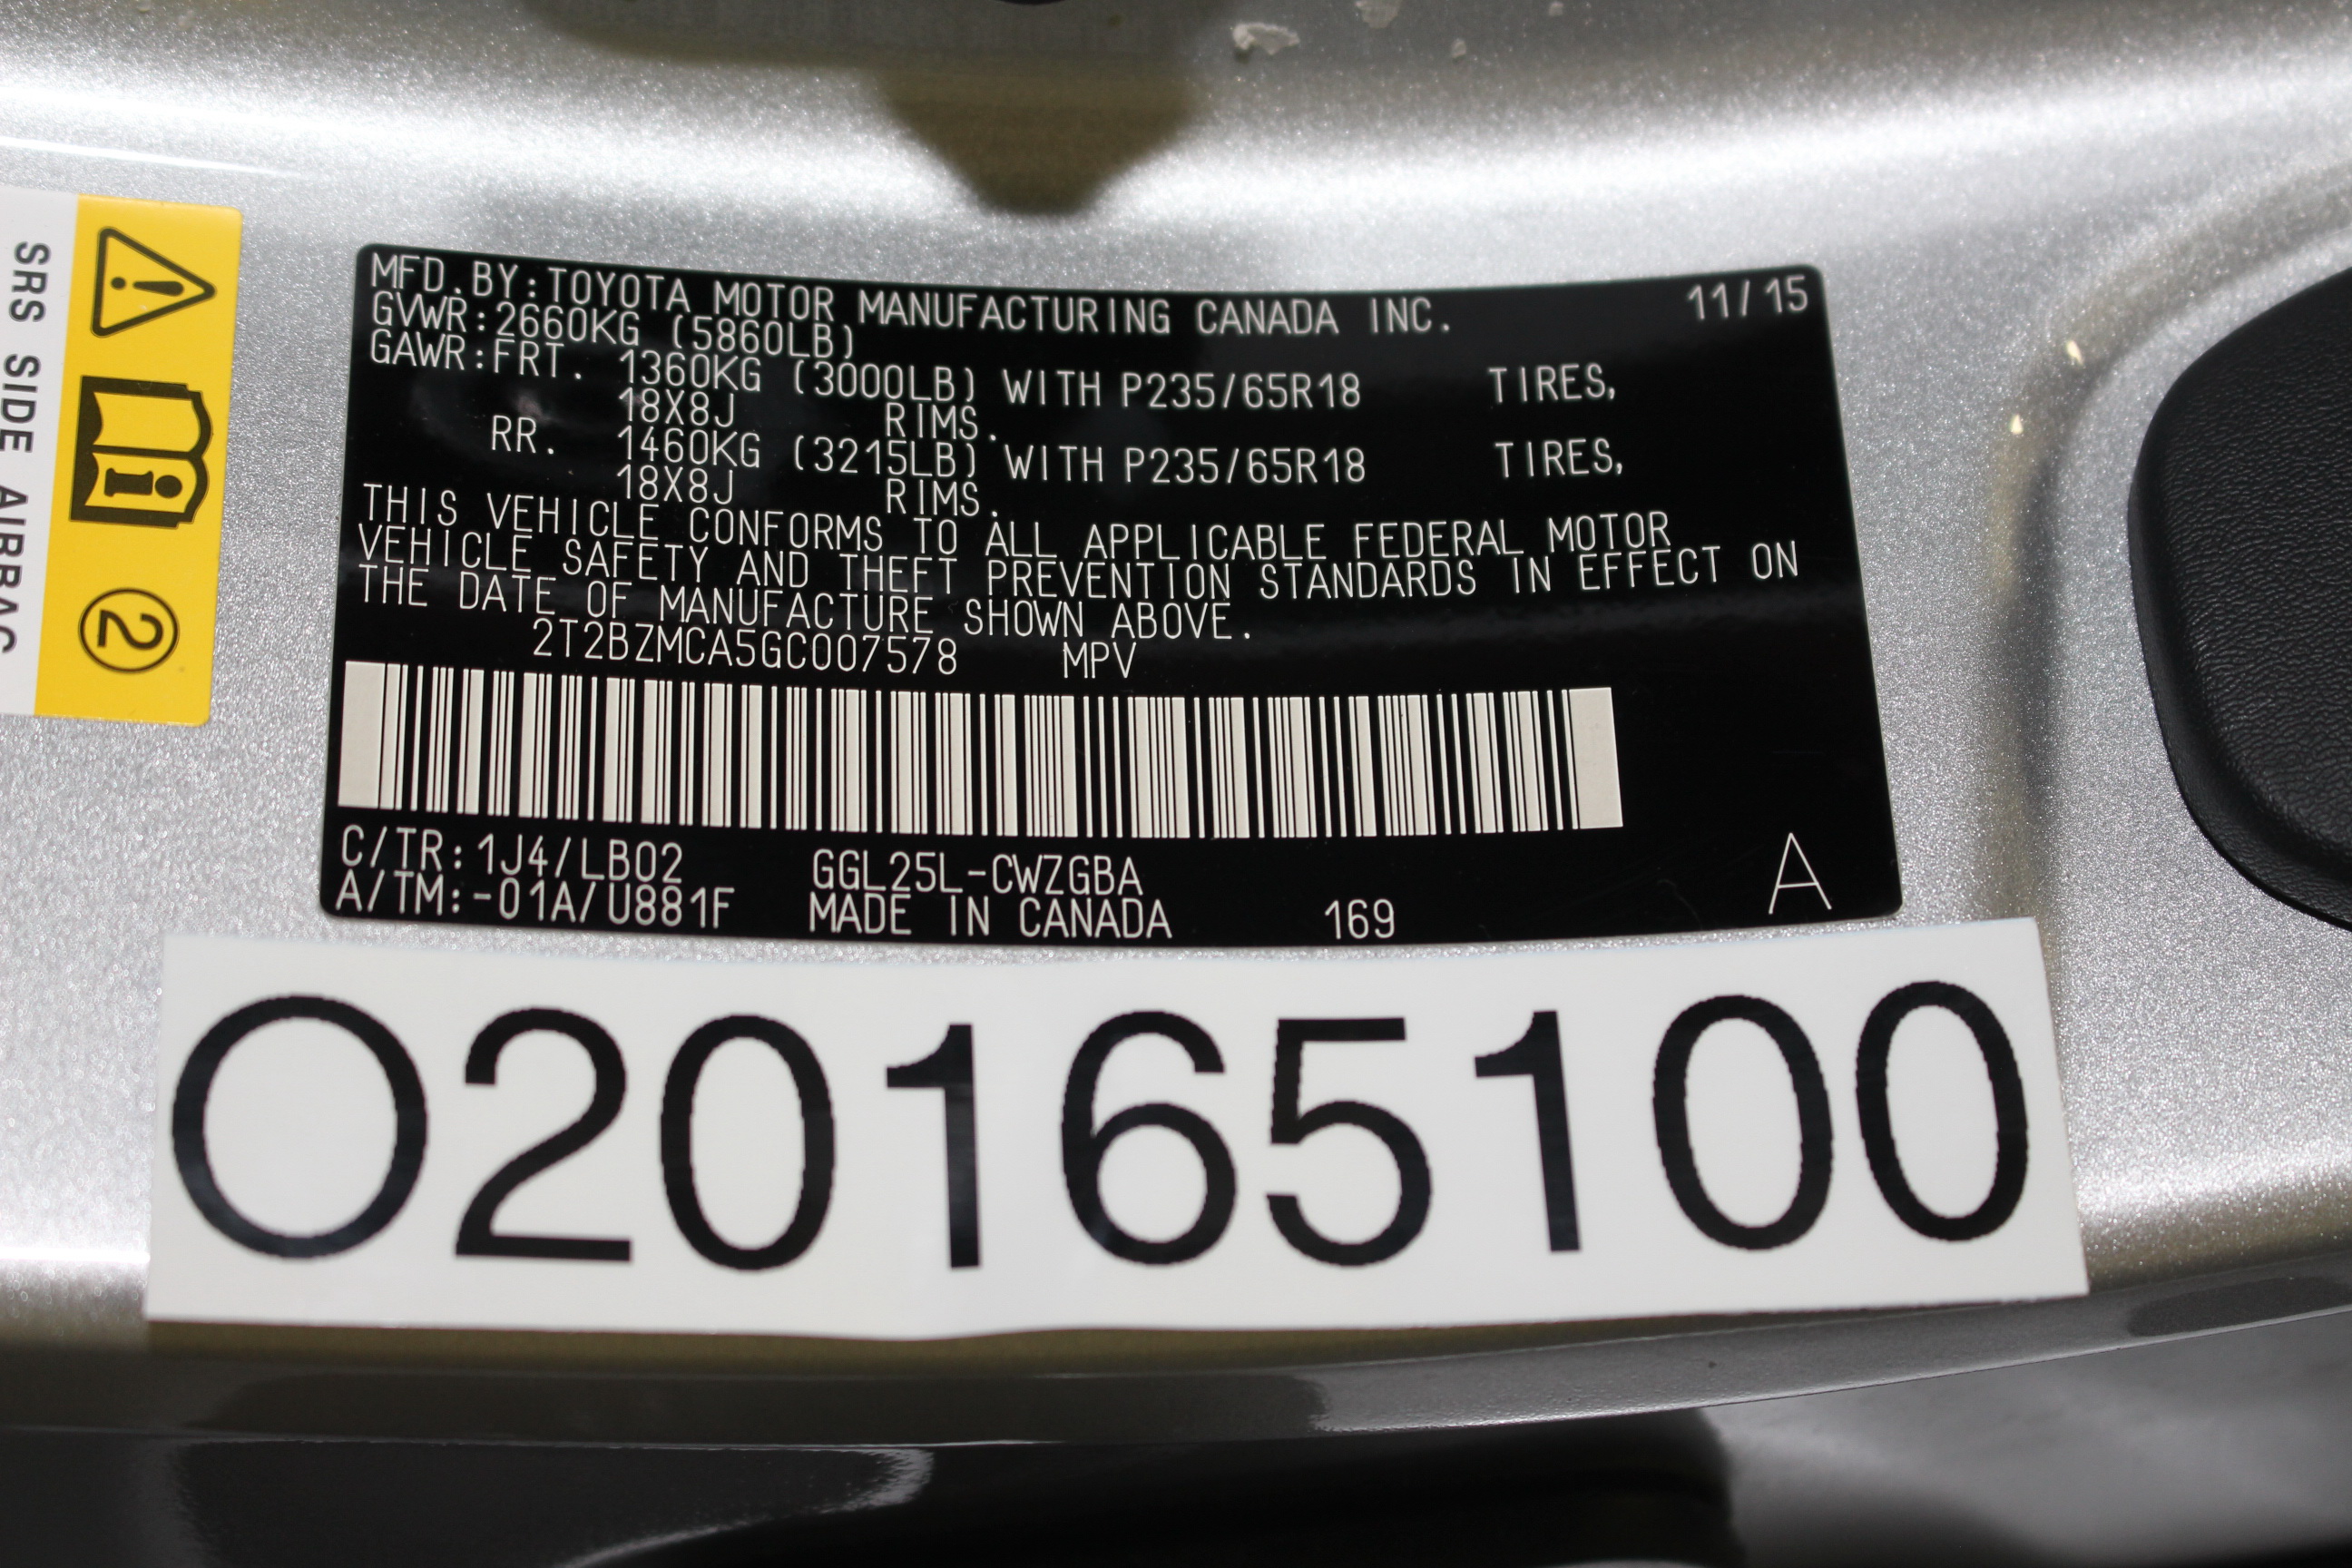 SRS SIDE AIRBAG
2
MFD.BY:TOYOTA MOTOR MANUFACTURING CANADA INC. 11/15
GVWR:2660KG (5860LB)
GAWR:FRT. 1360KG (3000LB) WITH P235/65R18 TIRES,
18X8J RIMS.
RR. 1460KG (3215LB) WITH P235/65R18 TIRES,
18X8J RIMS.
THIS VEHICLE CONFORMS TO ALL APPLICABLE FEDERAL MOTOR
VEHICLE SAFETY AND THEFT PREVENTION STANDARDS IN EFFECT ON
THE DATE OF MANUFACTURE SHOWN ABOVE.
2T2BZMCA5GC007578 MPV
C/TR:1J4/LB02 GGL25L-CWZGBA
A/TM:-01A/U881F MADE IN CANADA 169 A
O20165100